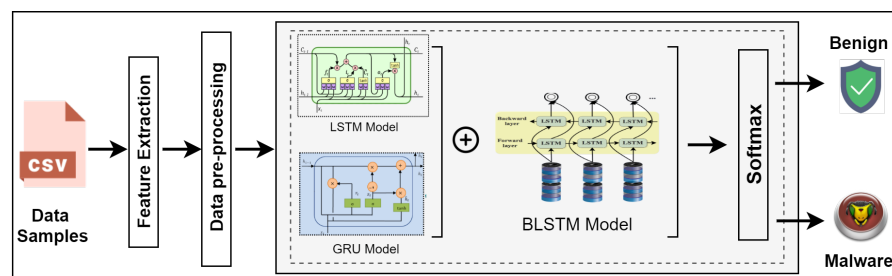 CSV
Data
Samples
Feature Extraction
Data pre-processing
LSTM Model
GRU Model
Backward
layer
Forward
layer
LSTM LSTM LSTM
LSTM LSTM LSTM
...
BLSTM Model
Softmax
Benign
Malware